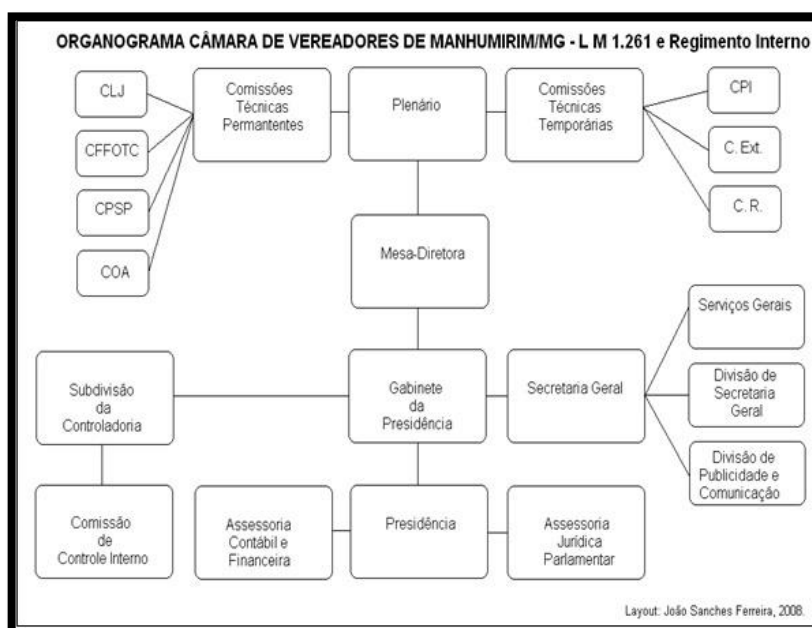 ORGANOGRAMA CÂMARA DE VEREADORES DE MANHUMIRIM/MG - L M 1.261 e Regimento Interno
CLJ
CFFOTC
CPSP
COA
Comissões
Técnicas
Permantentes
Plenário
Comissões
Técnicas
Temporárias
CPI
C. Ext.
C. R.
Mesa-Diretora
Subdivisão
da
Controladoria
Gabinete
da
Presidência
Secretaria Geral
Serviços Gerais
Divisão de
Secretaria
Geral
Divisão de
Publicidade e
Comunicação
Comissão
de
Controle Interno
Assessoria
Contábil e
Financeira
Presidência
Assessoria
Jurídica
Parlamentar
Layout: João Sanches Ferreira, 2008.